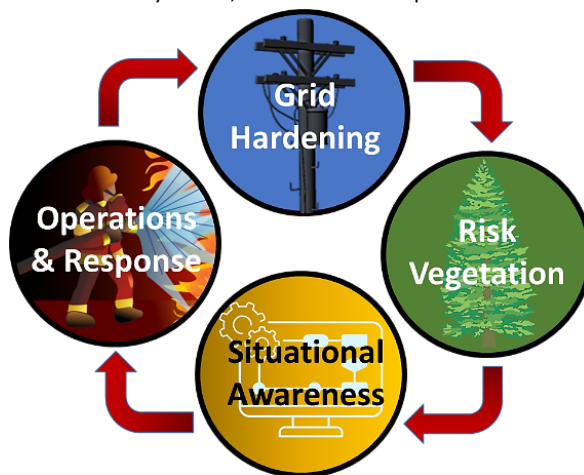 Grid
Hardening
Operations
& Response
Risk
Vegetation
Situational
Awareness